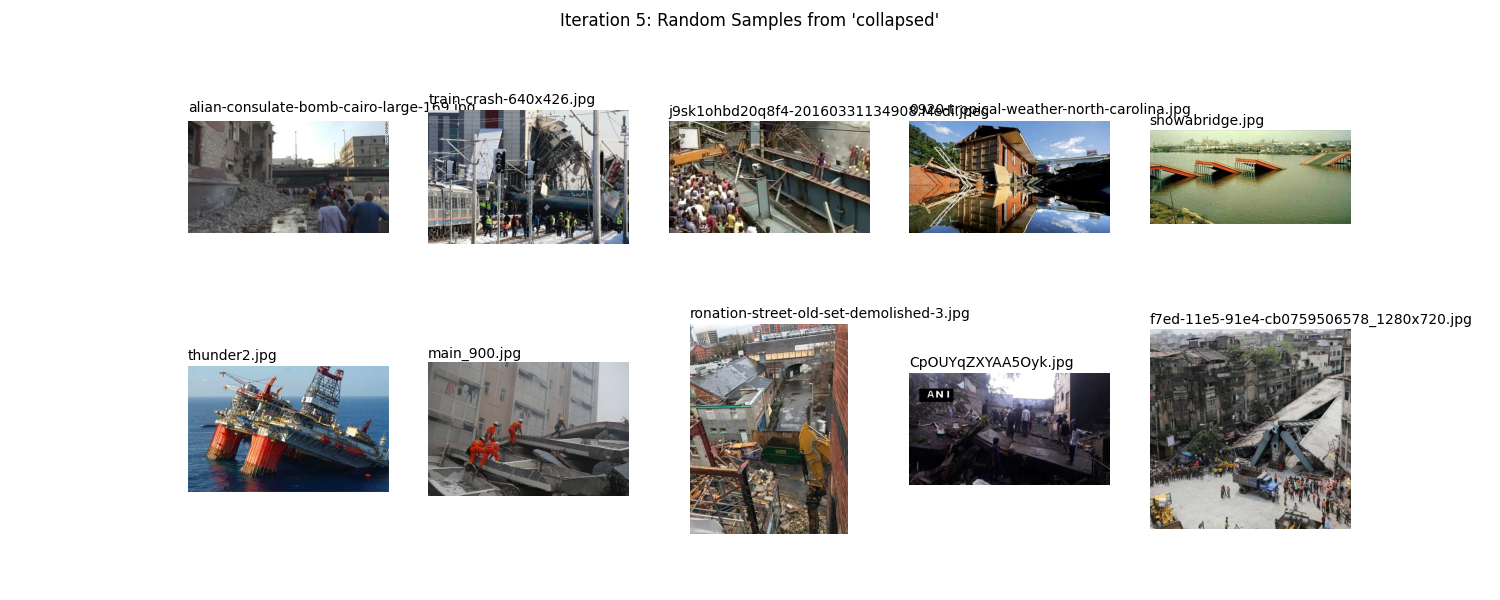 Iteration 5: Random Samples from 'collapsed'
alian-consulate-bomb-cairo-large-169.jpg
train-crash-640x426.jpg
j9sk1ohbd20q8f4-20160331134908.Medi.jpeg
0920-tropical-weather-north-carolina.jpg
showabridge.jpg
thunder2.jpg
main_900.jpg
ronation-street-old-set-demolished-3.jpg
CpOUYqZXYAA5Oyk.jpg
ANI
f7ed-11e5-91e4-cb0759506578_1280x720.jpg